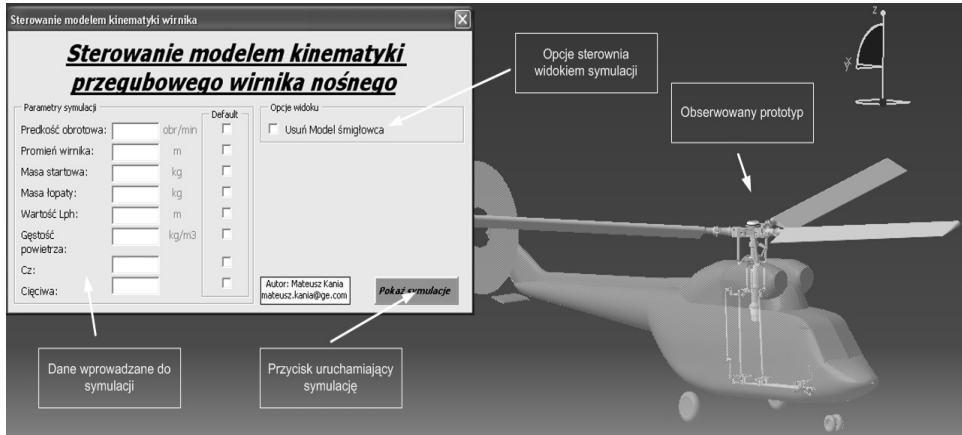 Sterowanie modelem kinematyki wirnika
Sterowanie modelem kinematyki
przegubowego wirnika nośnego
Parametry symulacji
Default
Predkość obrotowa:
obr/min
Promień wirnika:
m
Masa startowa:
kg
Masa łopaty:
kg
Wartość Lph:
m
Gęstość
powietrza:
kg/m3
Cz:
Cięciwa:
Opcje widoku
Usuń Model śmigłowca
Autor: Mateusz Kania
mateusz.kania@ge.com
Pokaż symulacje
Opcje sterownia
widokiem symulacji
Obserwowany prototyp
Dane wprowadzane do
symulacji
Przycisk uruchamiający
symulację
z
x
y